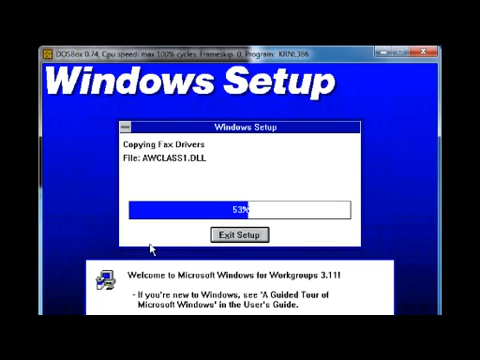 DOSBox 0.74, Cpu speed: max 100% cycles, Frameskip 0, Program: KRNL386
Windows Setup
Windows Setup
Copying Fax Drivers
File: AWCLASS1.DLL
53%
Exit Setup
Welcome to Microsoft Windows for Workgroups 3.11!
- If you're new to Windows, see 'A Guided Tour of
Microsoft Windows' in the User's Guide.